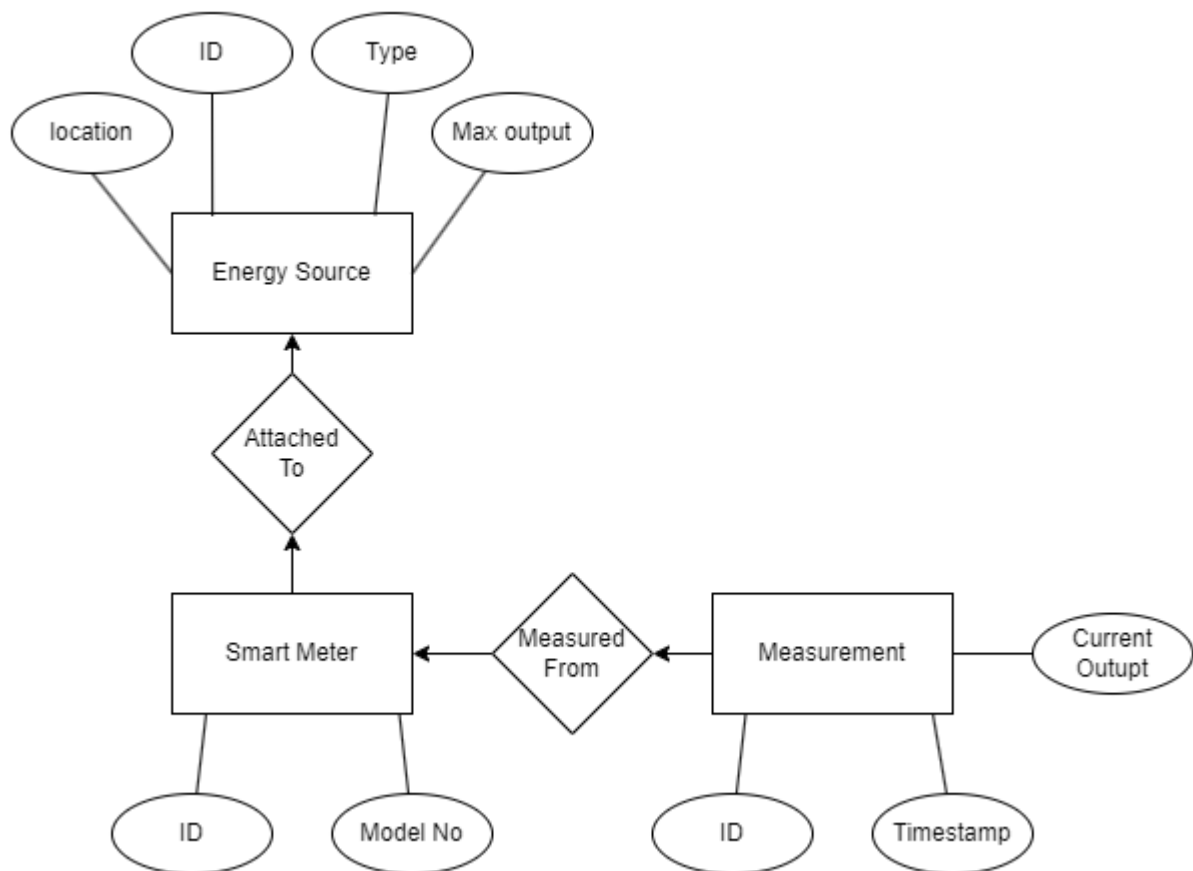 ID
Type
location
Max output
Energy Source
Attached
To
Smart Meter
Measured
From
Measurement
Current
Outupt
ID
Model No
ID
Timestamp